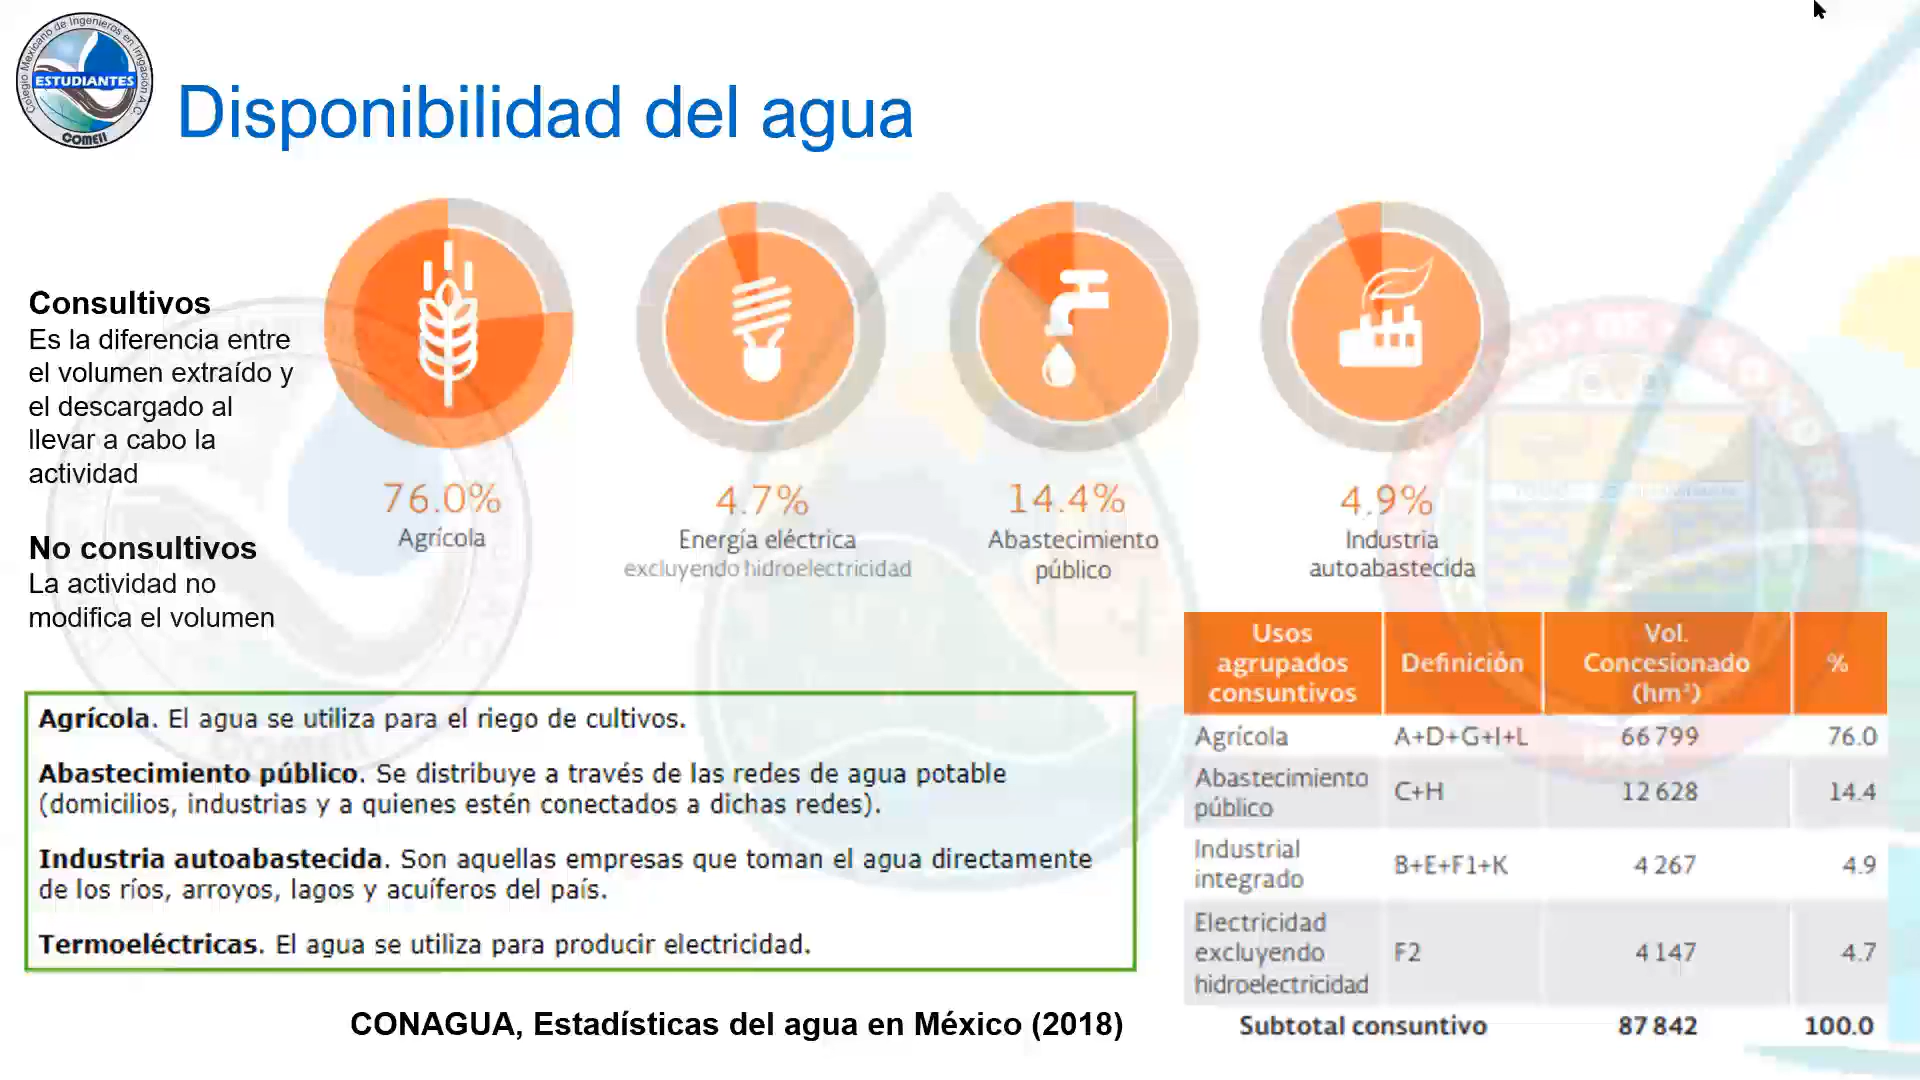 Colegio Mexicano de Ingenieros en Irrigación A.C.
ESTUDIANTES
COMEII
Disponibilidad del agua
Consultivos
Es la diferencia entre
el volumen extraído y
el descargado al
llevar a cabo la
actividad
No consultivos
La actividad no
modifica el volumen
76.0%
Agrícola
4.7%
Energía eléctrica
excluyendo hidroelectricidad
14.4%
Abastecimiento
público
4.9%
Industria
autoabastecida
Agrícola. El agua se utiliza para el riego de cultivos.
Abastecimiento público. Se distribuye a través de las redes de agua potable
(domicilios, industrias y a quienes estén conectados a dichas redes).
Industria autoabastecida. Son aquellas empresas que toman el agua directamente
de los ríos, arroyos, lagos y acuíferos del país.
Termoeléctricas. El agua se utiliza para producir electricidad.
CONAGUA, Estadísticas del agua en México (2018)
Usos
agrupados
consuntivos
Definición
Vol.
Concesionado
(hm³)
%
Agrícola A+D+G+I+L 66 799 76.0
Abastecimiento
público
C+H 12 628 14.4
Industrial
integrado
B+E+F1+K 4 267 4.9
Electricidad
excluyendo
hidroelectricidad
F2 4 147 4.7
Subtotal consuntivo 87 842 100.0